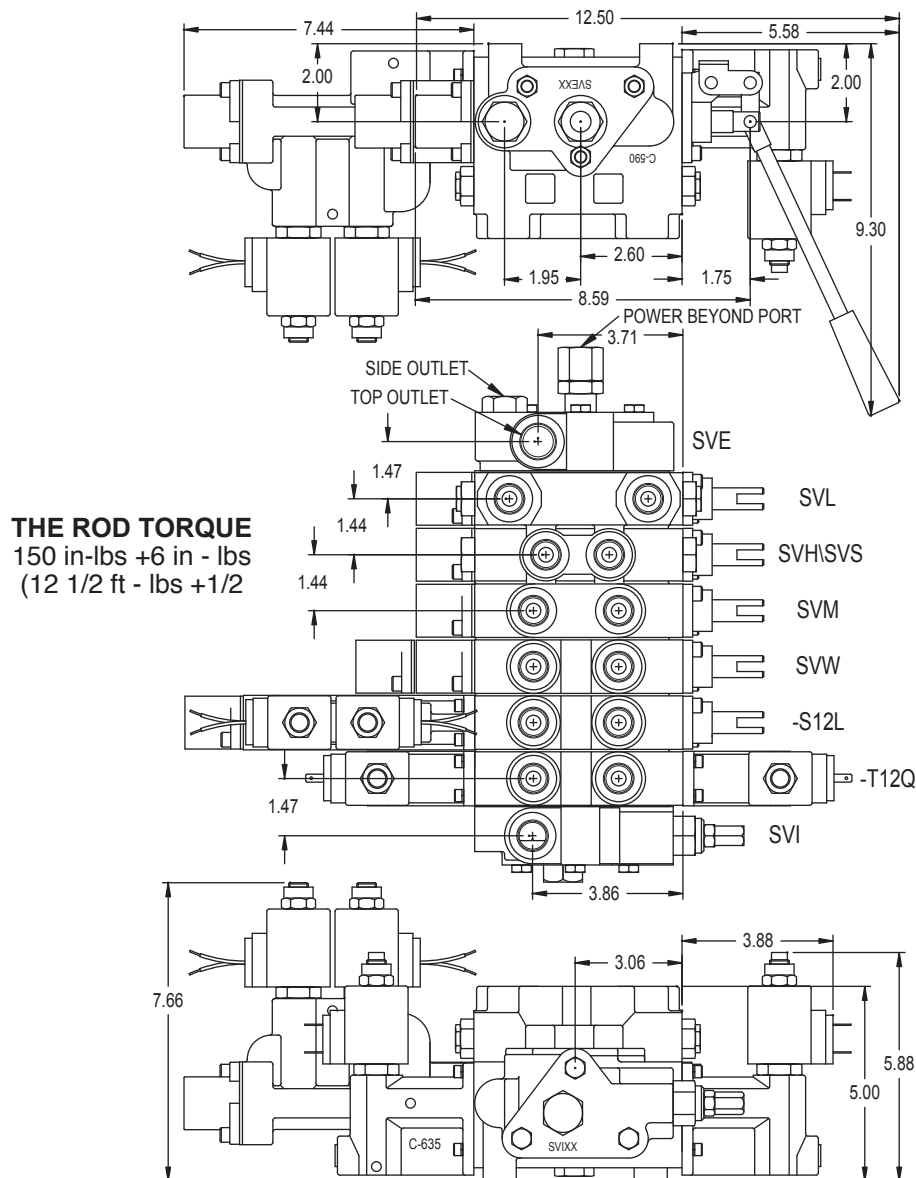 12.50
7.44
5.58
2.00
2.00
SVEXX
C-590
9.30
2.60
1.95
1.75
8.59
POWER BEYOND PORT
3.71
SIDE OUTLET
TOP OUTLET
SVE
1.47
SVL
1.44
THE ROD TORQUE
150 in-lbs +6 in - lbs
(12 1/2 ft - lbs +1/2
SVH\SVS
1.44
SVM
SVW
-S12L
-T12Q
1.47
SVI
3.86
3.88
3.06
7.66
5.88
5.00
C-635
SVIXX